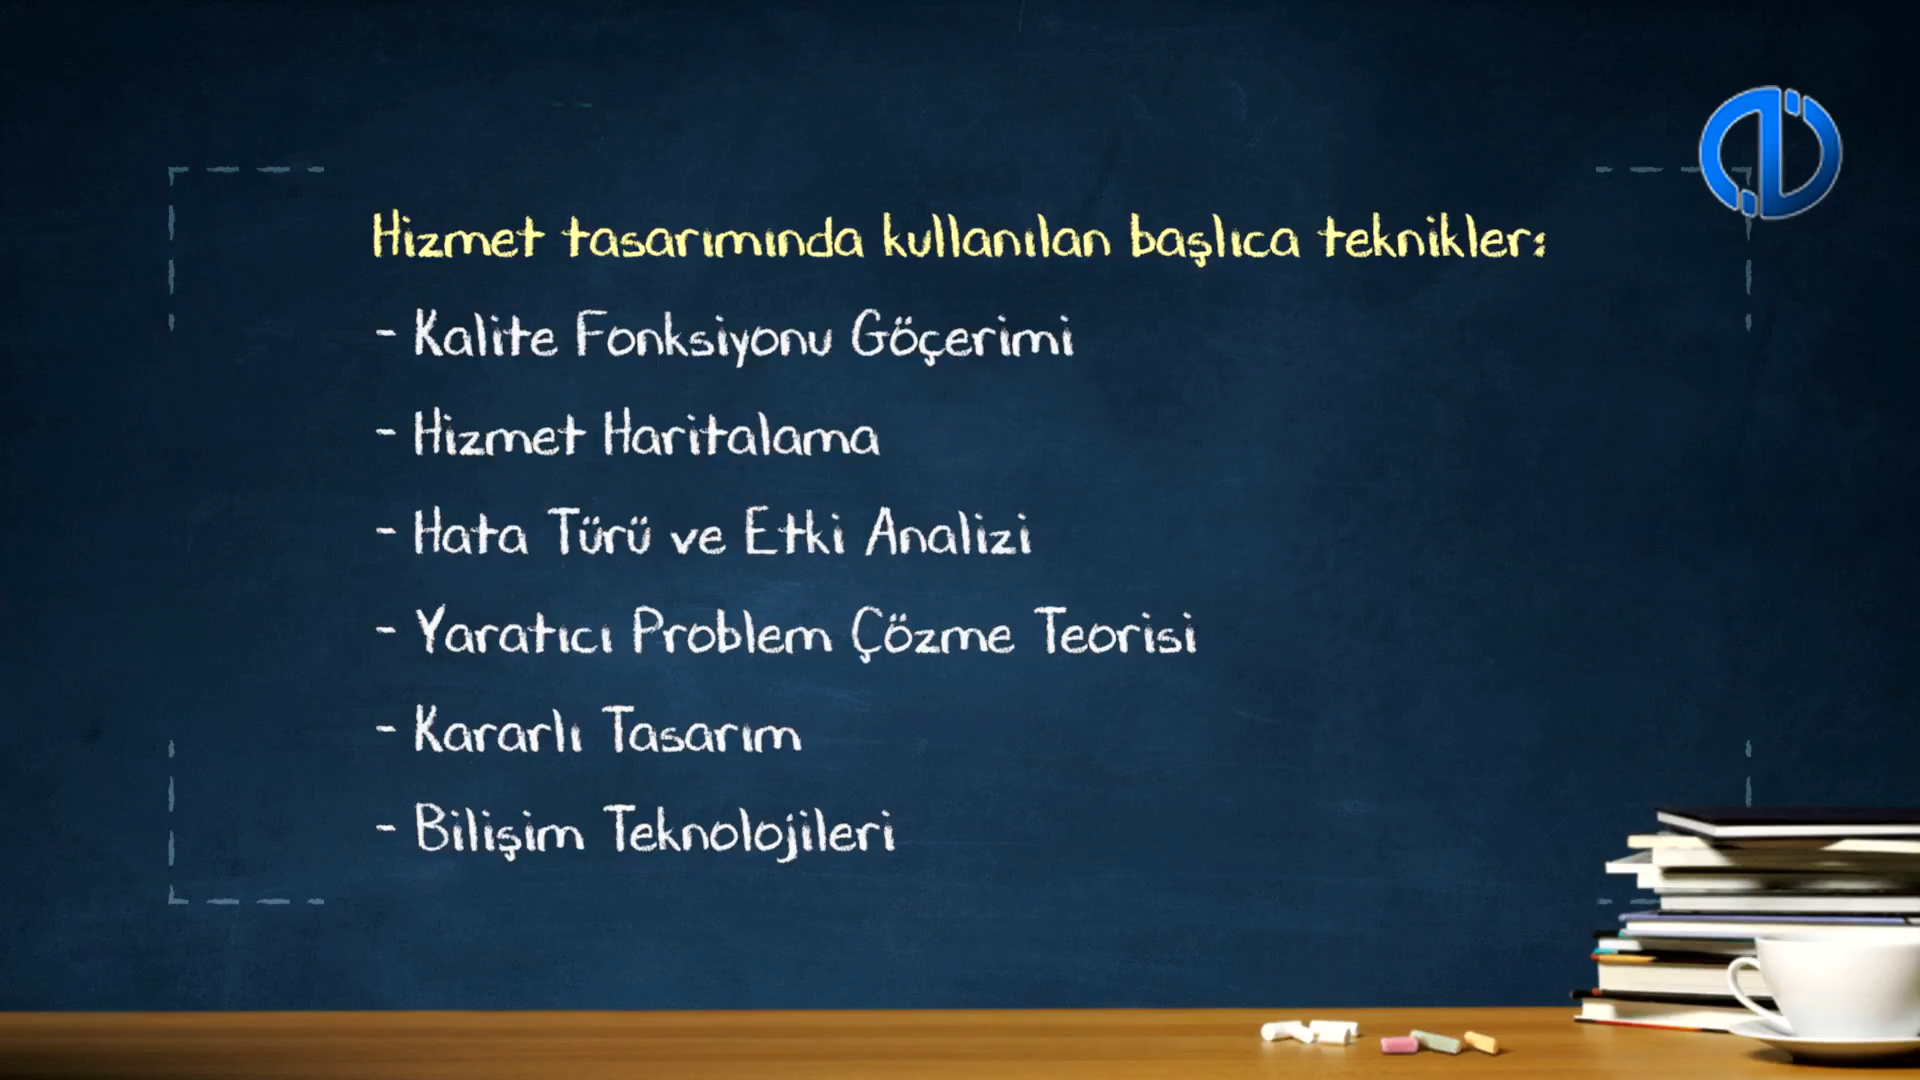 Hizmet tasarımında kullanılan başlıca teknikler:
- Kalite Fonksiyonu Göçerimi
- Hizmet Haritalama
- Hata Türü ve Etki Analizi
- Yaratıcı Problem Çözme Teorisi
- Kararlı Tasarım
- Bilişim Teknolojileri